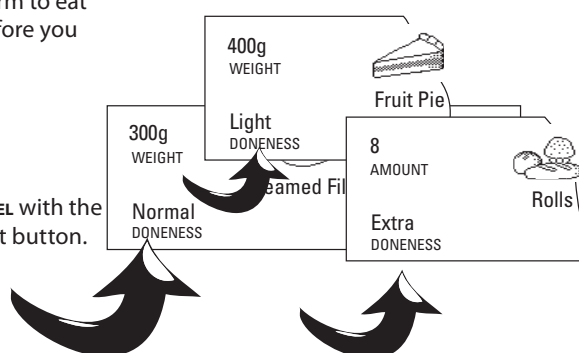 rm to eat
fore you
400g
WEIGHT
Fruit Pie
Light
DONENESS
300g
WEIGHT
eamed Fil
Normal
DONENESS
8
AMOUNT
Rolls
Extra
DONENESS
EL with the
t button.